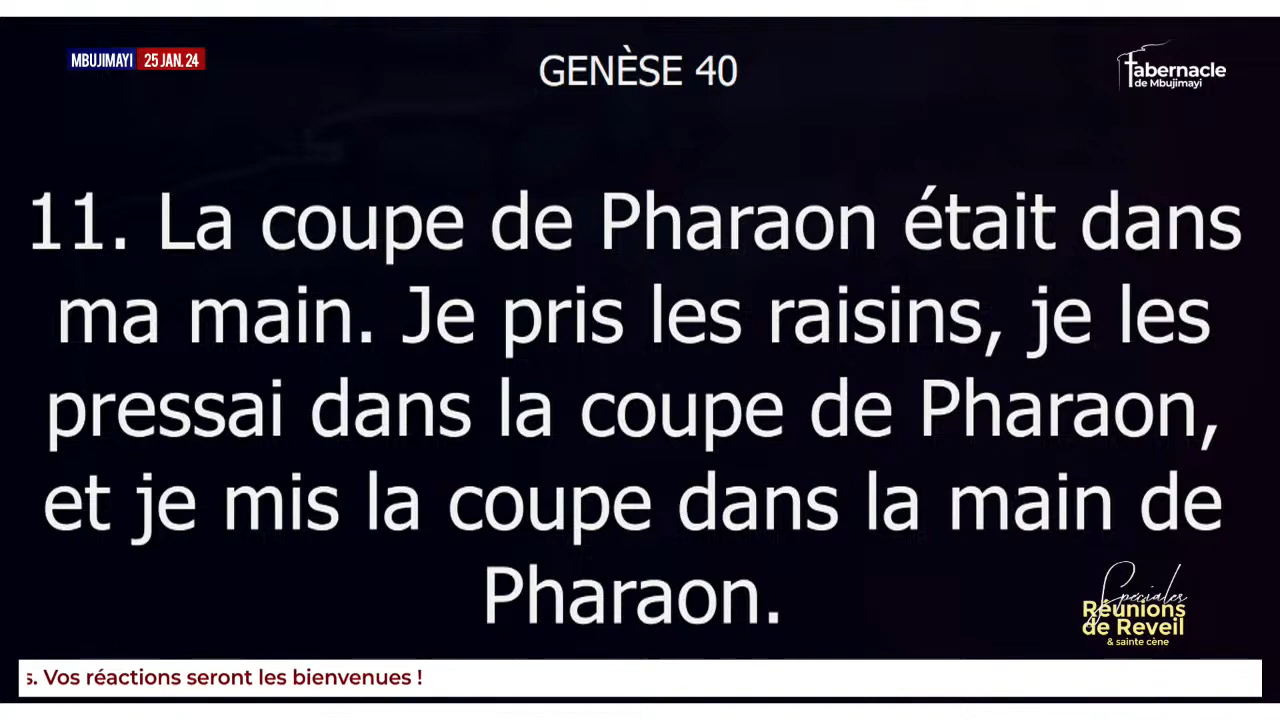 MBUJIMAYI 25 JAN. 24
GENÈSE 40
Tabernacle
de Mbujimayi
11. La coupe de Pharaon était dans
ma main. Je pris les raisins, je les
pressai dans la coupe de Pharaon,
et je mis la coupe dans la main de
Pharaon.
Spéciales
Réunions
de Reveil
& sainte cène
s. Vos réactions seront les bienvenues !